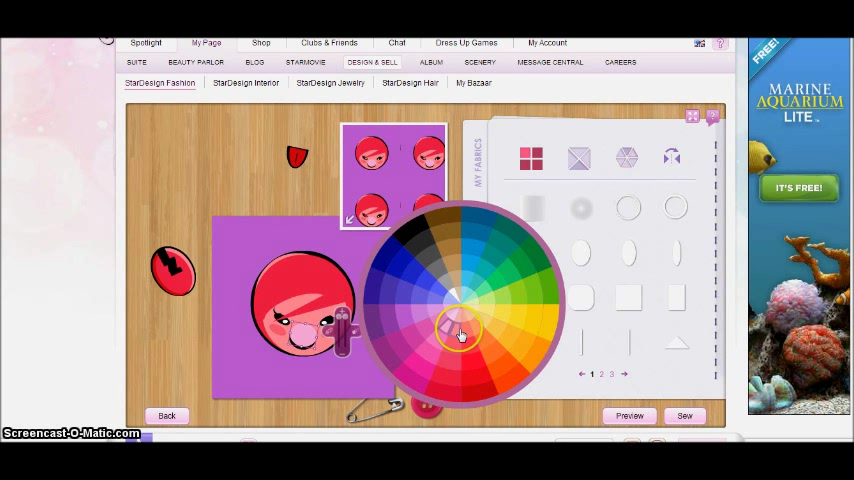 Spotlight My Page Shop Clubs & Friends Chat Dress Up Games My Account ?
SUITE BEAUTY PARLOR BLOG STARMOVIE DESIGN & SELL ALBUM SCENERY MESSAGE CENTRAL CAREERS
StarDesign Fashion StarDesign Interior StarDesign Jewelry StarDesign Hair My Bazaar
FREE!
MARINE
AQUARIUM
LITE™
IT'S FREE!
?
MY FABRICS
1 2 3
Back Preview Sew
Screencast-O-Matic.com